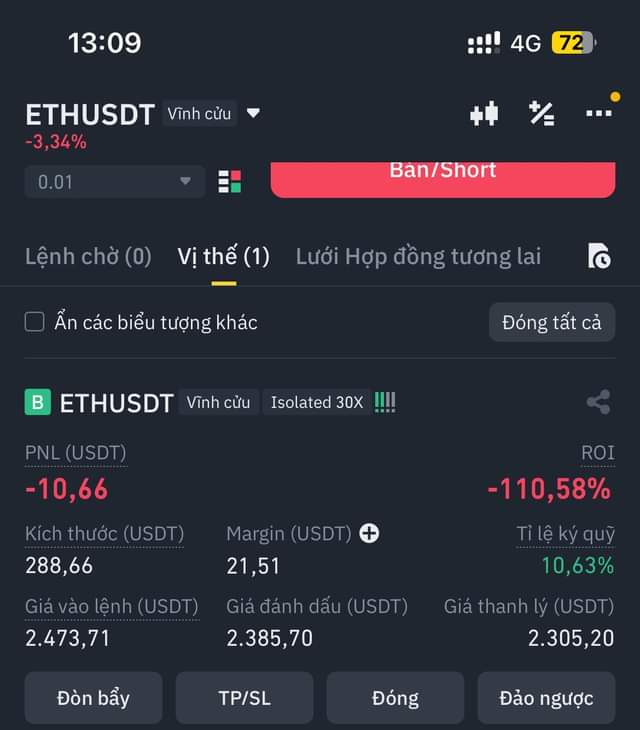 13:09 4G 72
ETHUSDT Vĩnh cửu
-3,34%
0.01 Bán/Short
Lệnh chờ (0) Vị thế (1) Lưới Hợp đồng tương lai
Ẩn các biểu tượng khác Đóng tất cả
B ETHUSDT Vĩnh cửu Isolated 30X
PNL (USDT) ROI
-10,66 -110,58%
Kích thước (USDT) Margin (USDT) Tỉ lệ ký quỹ
288,66 21,51 10,63%
Giá vào lệnh (USDT) Giá đánh dấu (USDT) Giá thanh lý (USDT)
2.473,71 2.385,70 2.305,20
Đòn bẩy TP/SL Đóng Đảo ngược